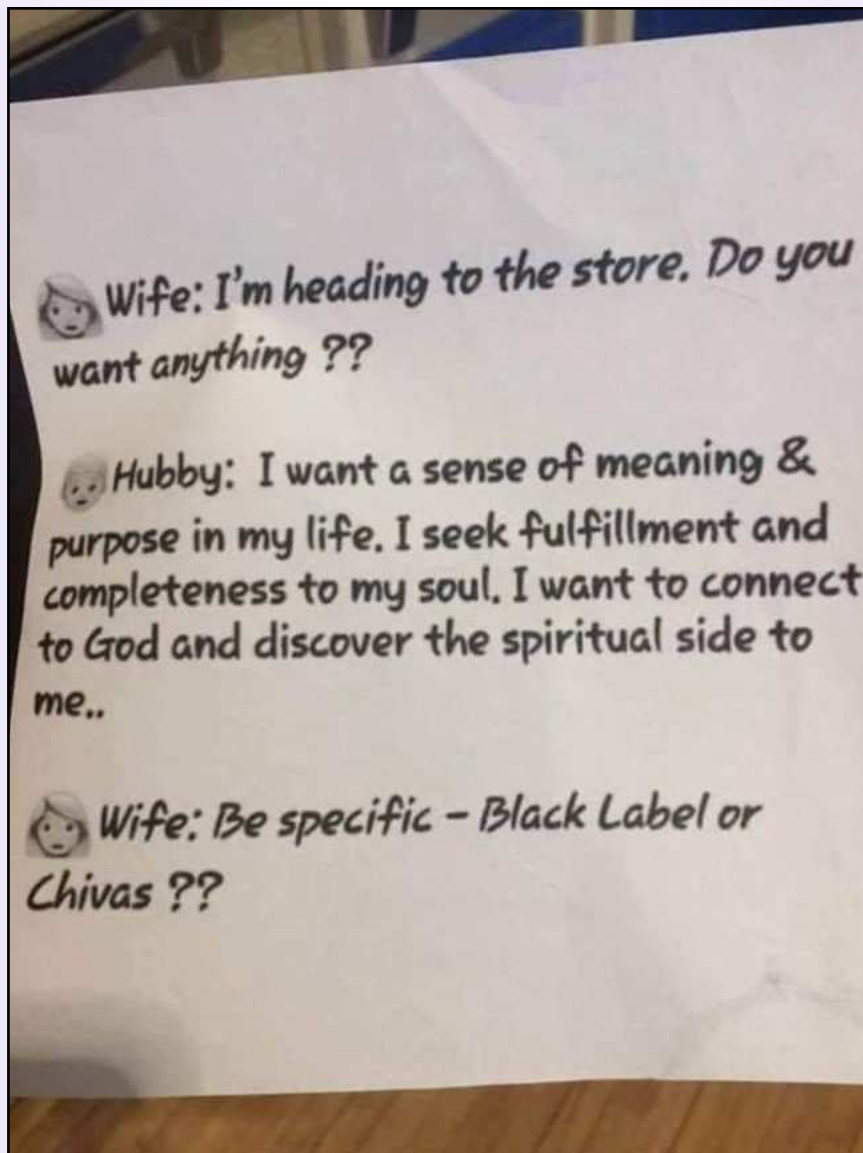 Wife: I'm heading to the store. Do you
want anything ??
Hubby: I want a sense of meaning &
purpose in my life. I seek fulfillment and
completeness to my soul. I want to connect
to God and discover the spiritual side to
me..
Wife: Be specific - Black Label or
Chivas ??